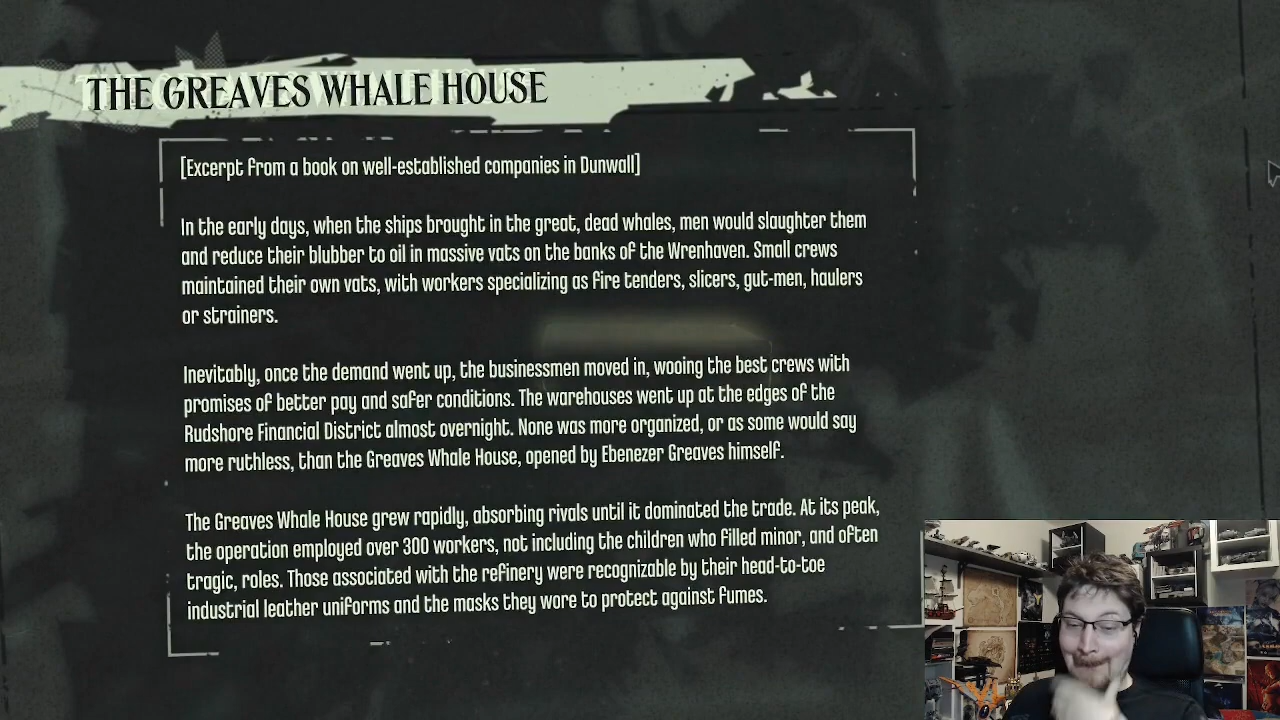 THE GREAVES WHALE HOUSE
[Excerpt from a book on well-established companies in Dunwall]
In the early days, when the ships brought in the great, dead whales, men would slaughter them
and reduce their blubber to oil in massive vats on the banks of the Wrenhaven. Small crews
maintained their own vats, with workers specializing as fire tenders, slicers, gut-men, haulers
or strainers.
Inevitably, once the demand went up, the businessmen moved in, wooing the best crews with
promises of better pay and safer conditions. The warehouses went up at the edges of the
Rudshore Financial District almost overnight. None was more organized, or as some would say
more ruthless, than the Greaves Whale House, opened by Ebenezer Greaves himself.
The Greaves Whale House grew rapidly, absorbing rivals until it dominated the trade. At its peak,
the operation employed over 300 workers, not including the children who filled minor, and often
tragic, roles. Those associated with the refinery were recognizable by their head-to-toe
industrial leather uniforms and the masks they wore to protect against fumes.